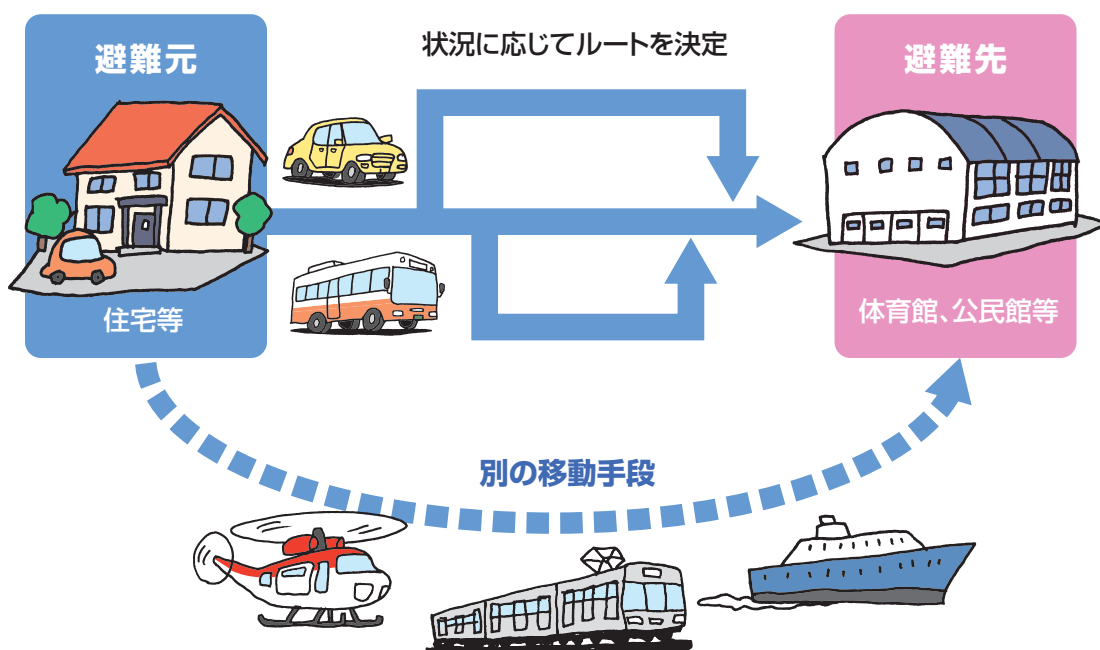 避難元
状況に応じてルートを決定
避難先
住宅等
体育館、公民館等
別の移動手段